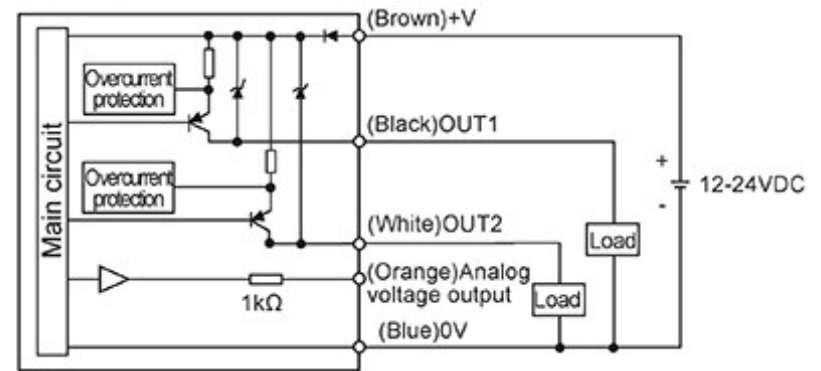 (Brown)+V
Overcurrent
protection
(Black)OUT1
Main circuit
+
12-24VDC
-
Overcurrent
protection
(White)OUT2
Load
(Orange)Analog
voltage output
Load
1kΩ
(Blue)0V